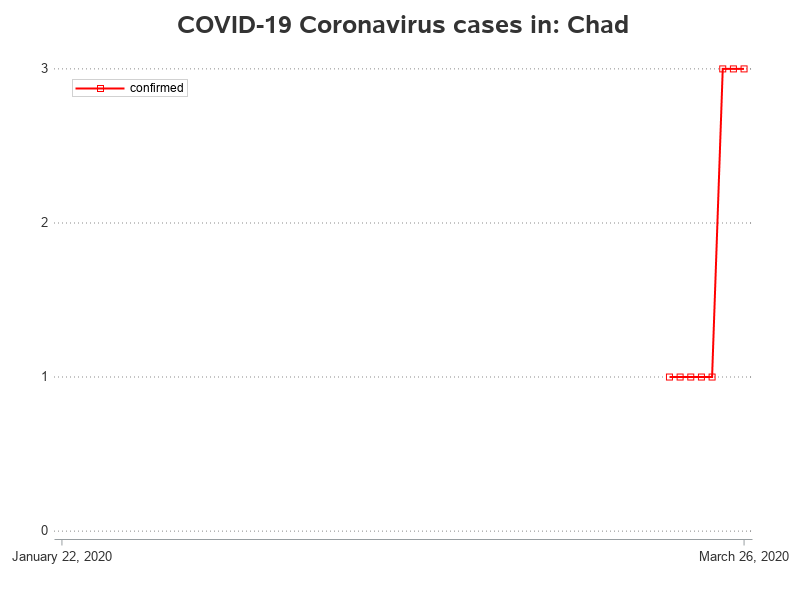 COVID-19 Coronavirus cases in: Chad
3
confirmed
2
1
0
January 22, 2020
March 26, 2020